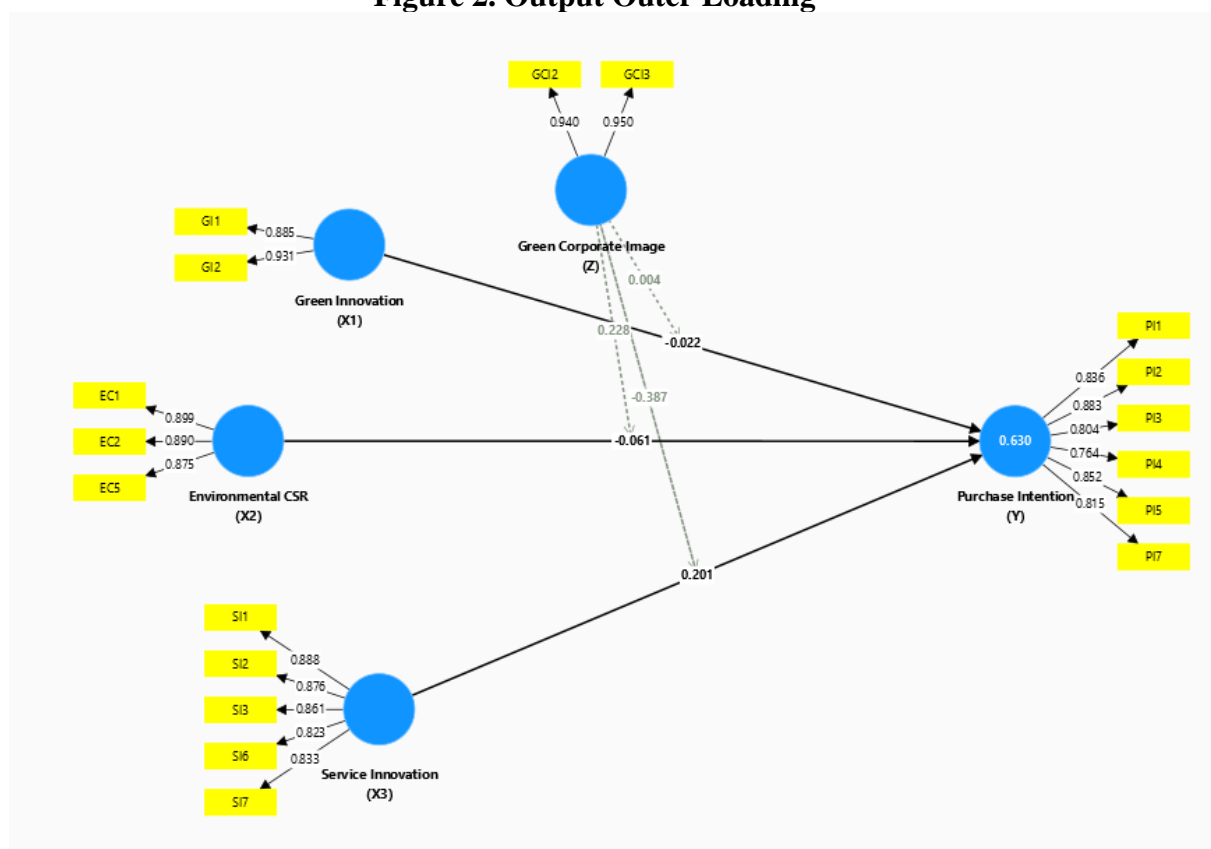 Figure 2. Output Outer Loading
GCI2
GCI3
0.940
0.950
Green Corporate Image
(Z)
GI1
GI2
0.885
0.931
Green Innovation
(X1)
0.004
0.228
-0.022
-0.387
EC1
EC2
EC5
0.899
0.890
0.875
Environmental CSR
(X2)
-0.061
0.630
Purchase Intention
(Y)
PI1
PI2
PI3
PI4
PI5
PI7
0.836
0.883
0.804
0.764
0.852
0.815
0.201
SI1
SI2
SI3
SI6
SI7
0.888
0.876
0.861
0.823
0.833
Service Innovation
(X3)